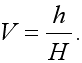 V = h/H.